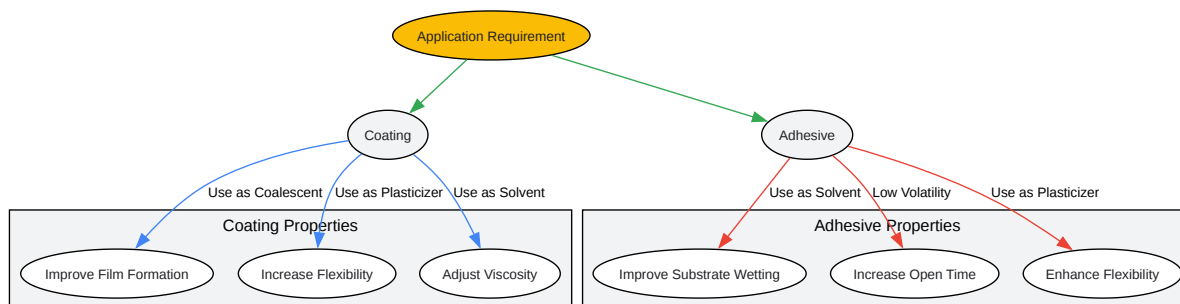 Application Requirement
Coating
Adhesive
Use as Coalescent
Use as Plasticizer
Use as Solvent
Use as Solvent
Low Volatility
Use as Plasticizer
Coating Properties
Adhesive Properties
Improve Film Formation
Increase Flexibility
Adjust Viscosity
Improve Substrate Wetting
Increase Open Time
Enhance Flexibility